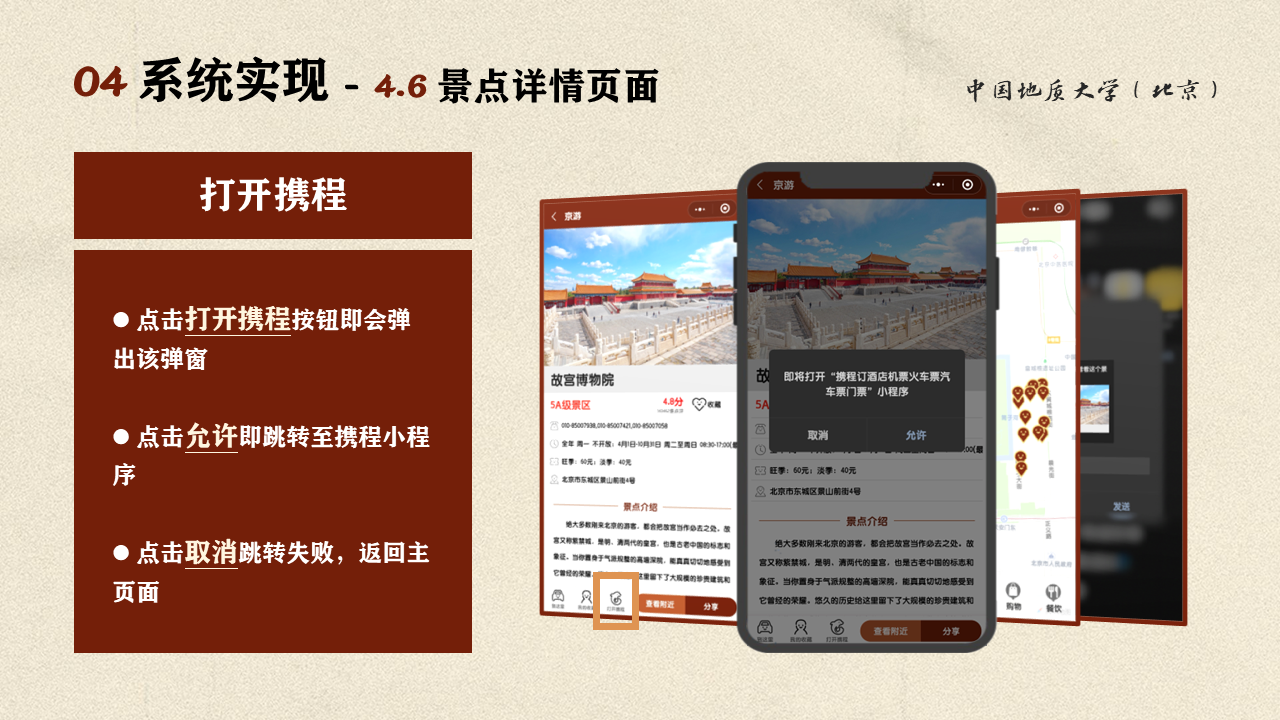 04 系统实现 - 4.6 景点详情页面
中国地质大学（北京）
打开携程
● 点击打开携程按钮即会弹
出该弹窗
● 点击允许即跳转至携程小程
序
● 点击取消跳转失败，返回主
页面
京游
故宫博物院
5A级景区
4.8分
收藏
010-85007938,010-85007421,010-85007058
全年 周一 不开放；4月1日-10月31日 周二至周日 08:30-17:00(最
旺季：60元；淡季：40元
北京市东城区景山前街4号
景点介绍
绝大多数刚来北京的游客，都会把故宫当作必去之处。故
宫又称紫禁城，是明、清两代的皇宫，也是古老中国的标志和
象征。当你置身于气派规整的高墙深院，能真真切切地感受到
它曾经的荣耀
这里留下了大规模的珍贵建筑和
到这里
打开携程
查看附近
分享
京游
故
5A
即将打开“携程订酒店机票火车票汽
车票门票”小程序
取消
允许
:00(最
旺季：60元；淡季：40元
北京市东城区景山前街4号
景点介绍
绝大多数刚来北京的游客，都会把故宫当作必去之处。故
宫又称紫禁城，是明、清两代的皇宫，也是古老中国的标志和
象征。当你置身于气派规整的高墙深院，能真真切切地感受到
它曾经的荣耀。悠久的历史给这里留下了大规模的珍贵建筑和
到这里
我的收藏
打开携程
查看附近
分享
购物
餐饮
看看这个景
发送